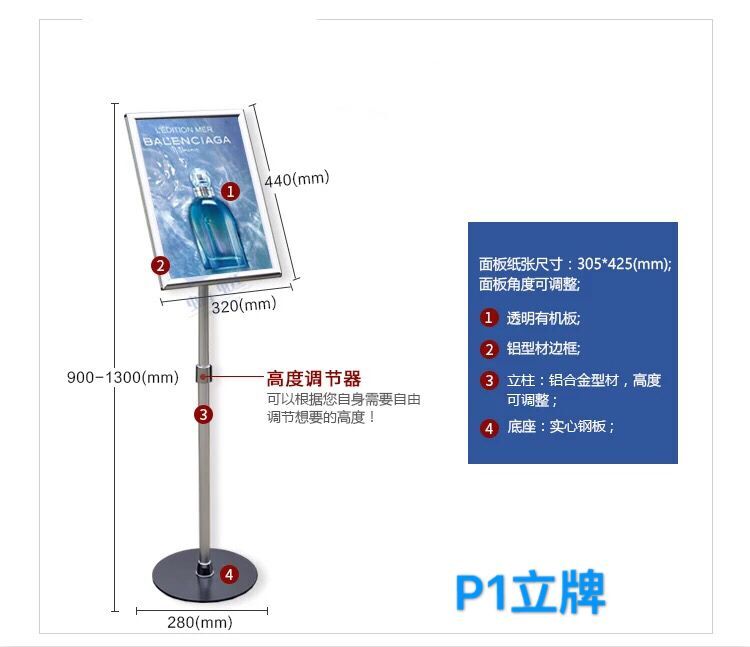 L'ÉDITION MER
BALENCIAGA
1
440(mm)
2
320(mm)
900-1300(mm)
高度调节器
可以根据您自身需要自由
调节想要的高度！
3
4
280(mm)
面板纸张尺寸：305*425(mm);
面板角度可调整;
1 透明有机板;
2 铝型材边框;
3 立柱：铝合金型材，高度
可调整；
4 底座：实心钢板；
P1立牌